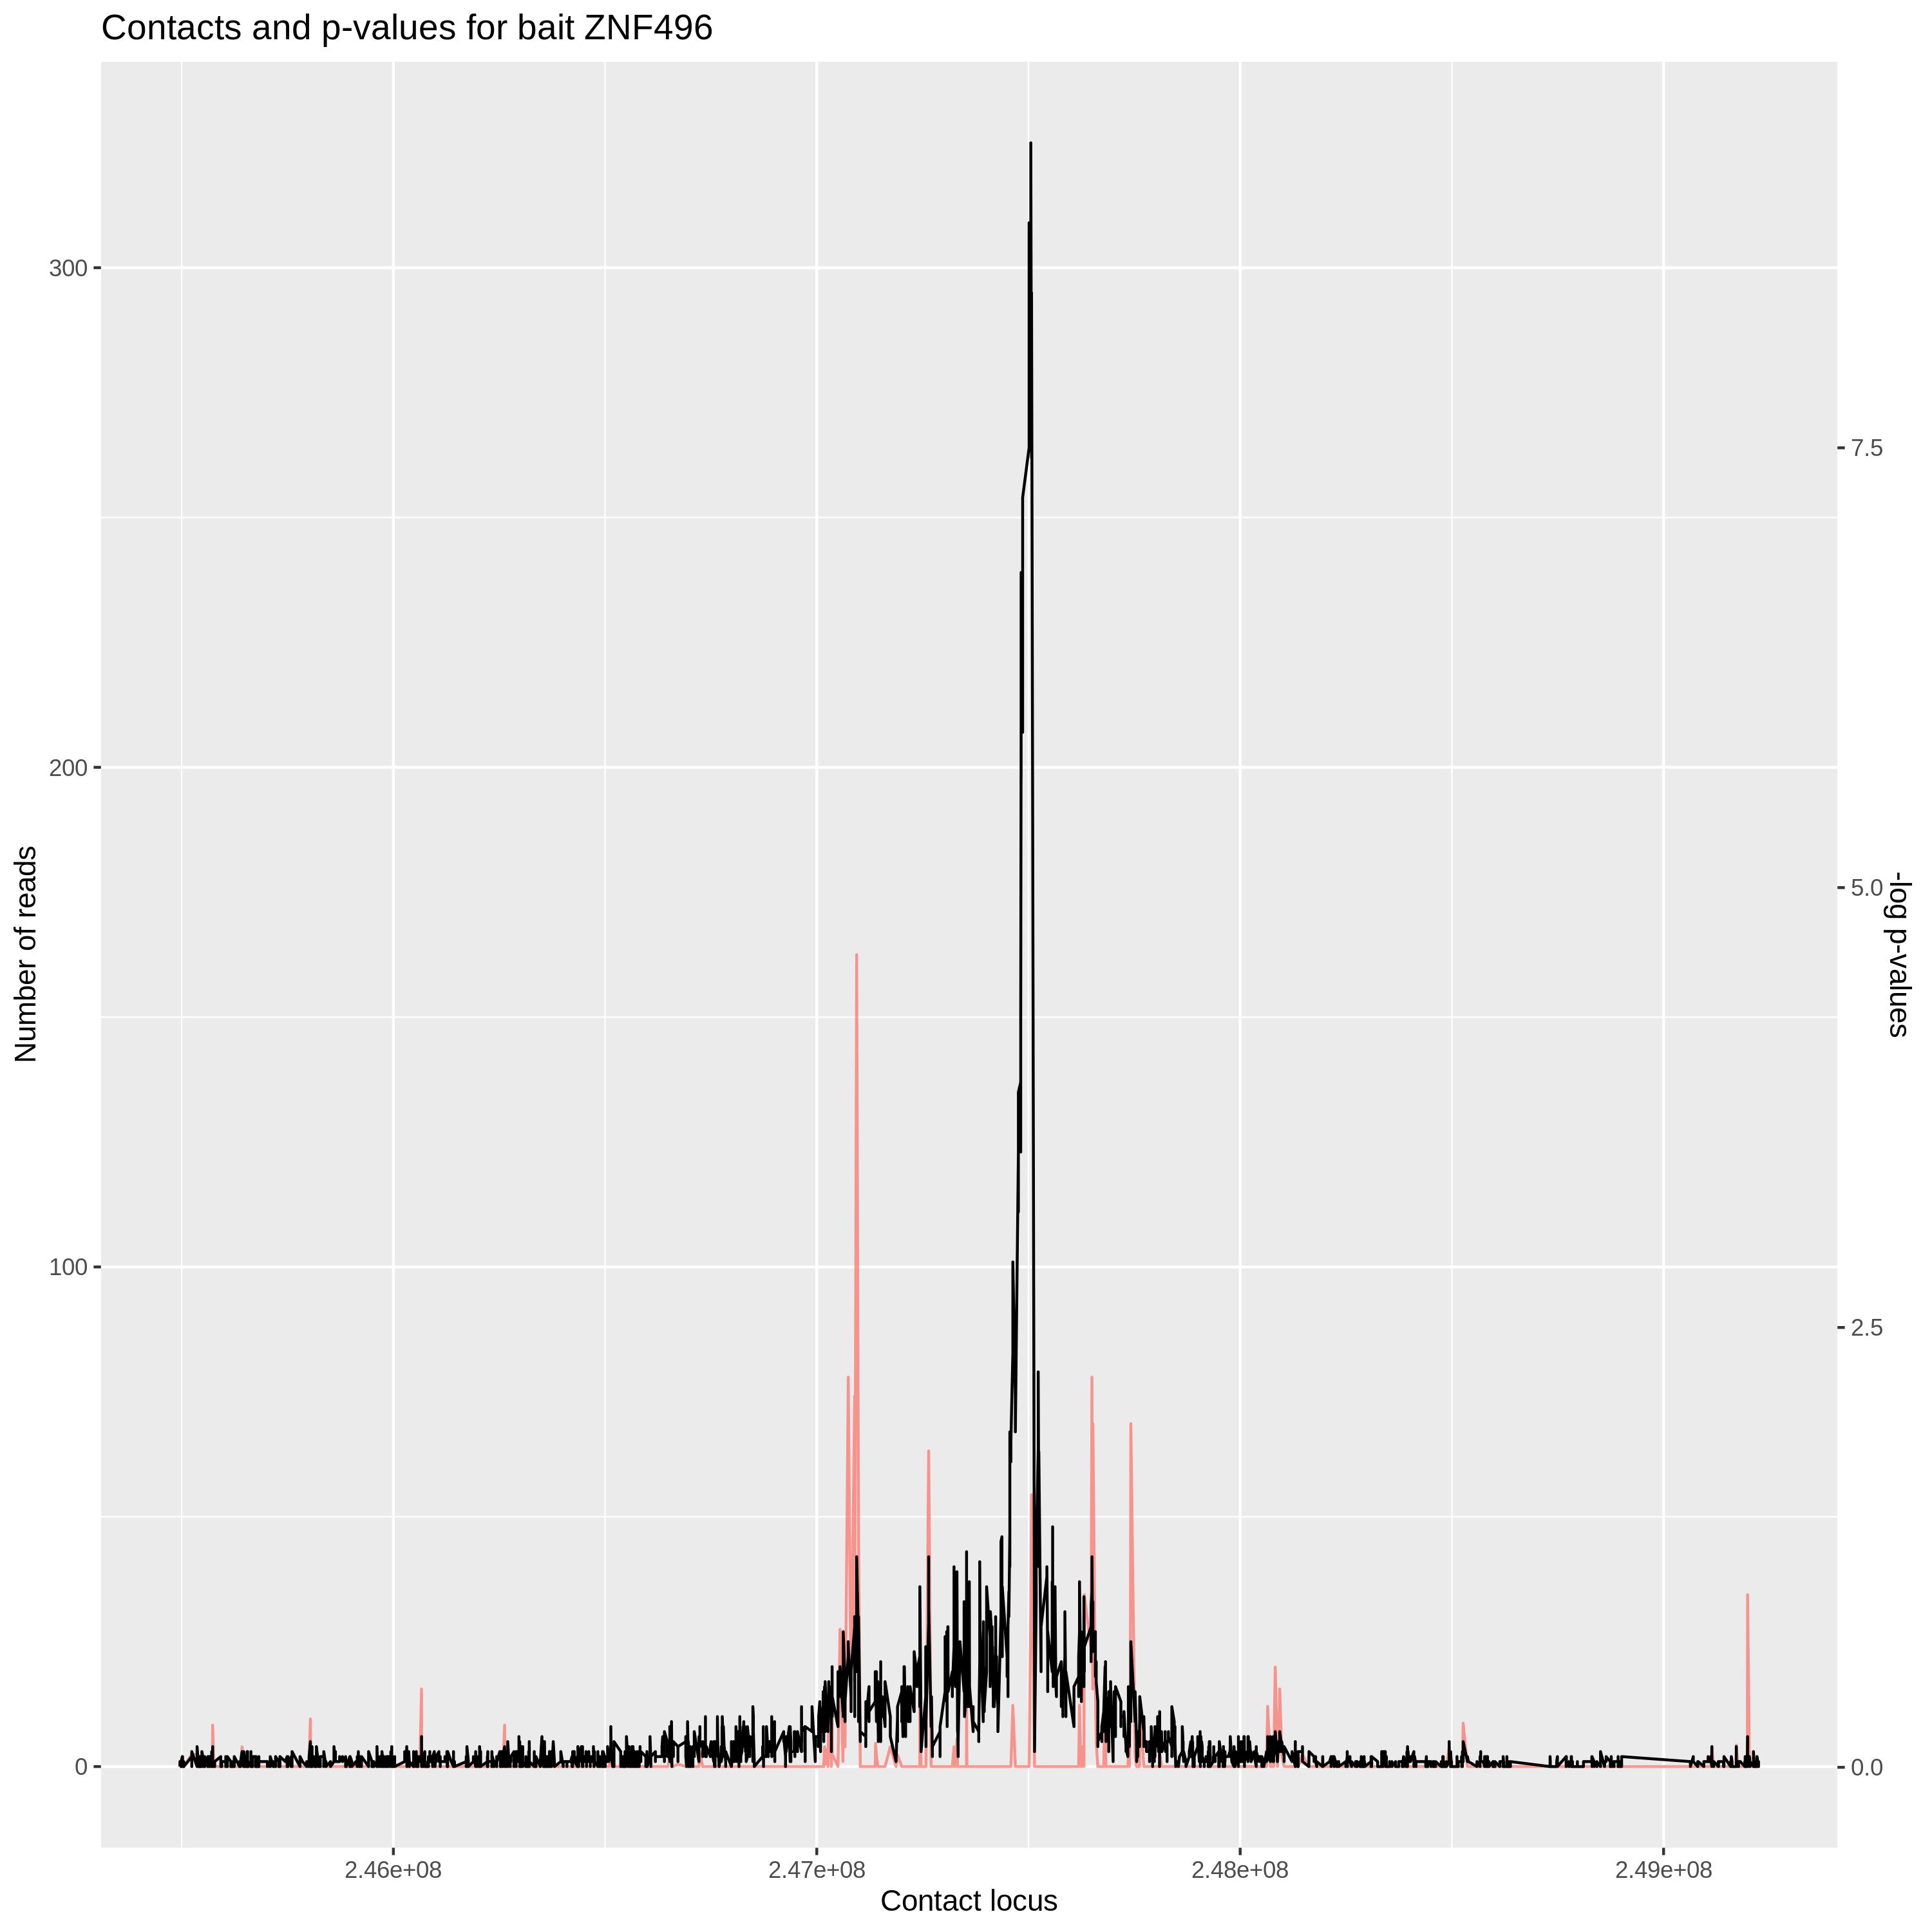 Contacts and p-values for bait ZNF496
300
200
100
0
Number of reads
7.5
5.0
2.5
0.0
-log p-values
2.46e+08
2.47e+08
2.48e+08
2.49e+08
Contact locus